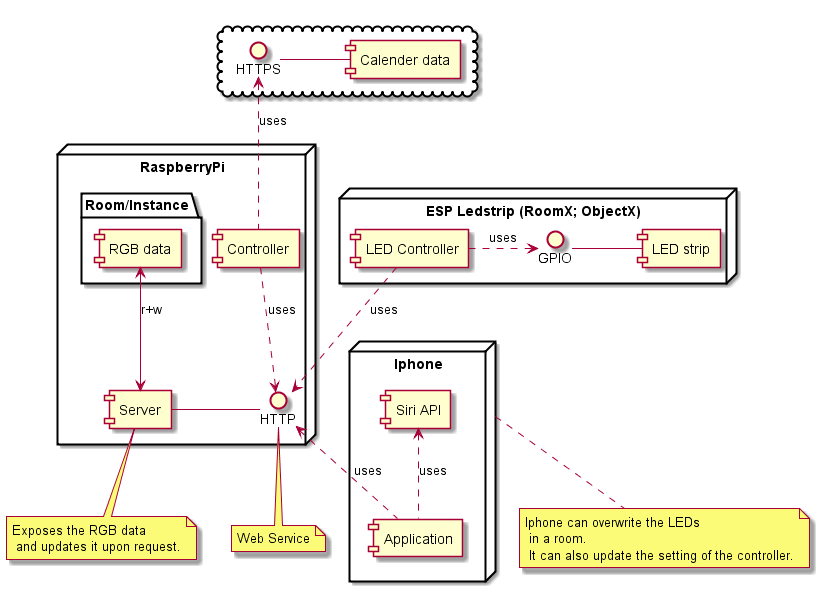 Calender data
HTTPS
uses
RaspberryPi
Room/Instance
RGB data
Controller
ESP Ledstrip (RoomX; ObjectX)
LED Controller
uses
GPIO
LED strip
r+w
uses
uses
Iphone
Siri API
Server
HTTP
uses
uses
Application
Exposes the RGB data
and updates it upon request.
Web Service
Iphone can overwrite the LEDs
in a room.
It can also update the setting of the controller.